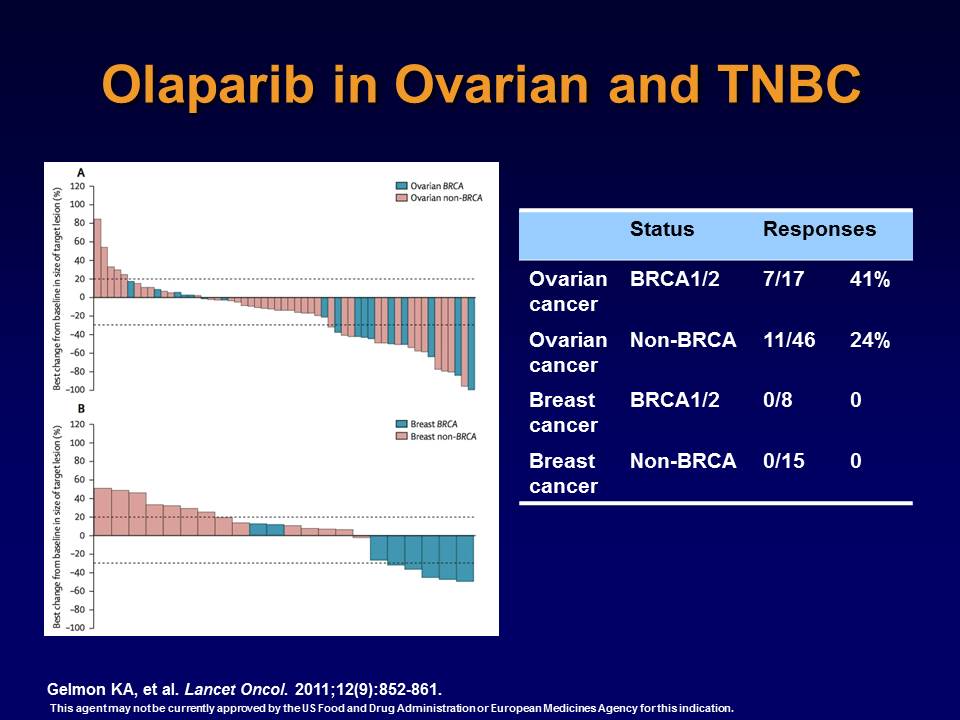 Olaparib in Ovarian and TNBC
A
Best change from baseline in size of target lesion (%)
120
100
80
60
40
20
0
−20
−40
−60
−80
−100
Ovarian BRCA
Ovarian non-BRCA
B
Best change from baseline in size of target lesion (%)
120
100
80
60
40
20
0
−20
−40
−60
−80
−100
Breast BRCA
Breast non-BRCA
Status Responses
Ovarian cancer BRCA1/2 7/17 41%
Ovarian cancer Non-BRCA 11/46 24%
Breast cancer BRCA1/2 0/8 0
Breast cancer Non-BRCA 0/15 0
Gelmon KA, et al. Lancet Oncol. 2011;12(9):852-861.
This agent may not be currently approved by the US Food and Drug Administration or European Medicines Agency for this indication.